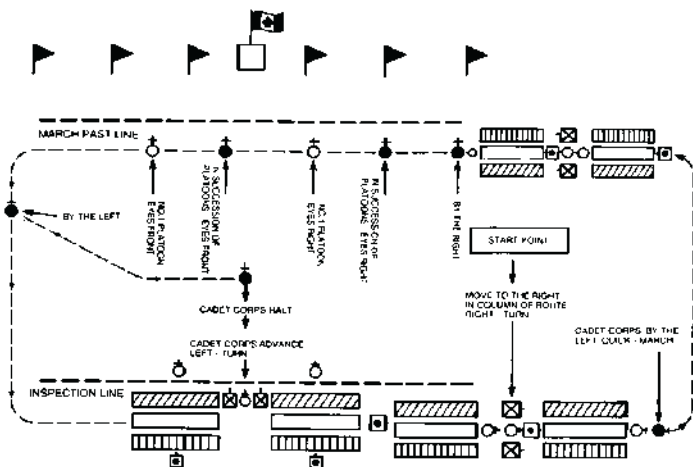 MARCH PAST LINE
BY THE LEFT
NO.1 PLATOON
EYES FRONT
IN SUCCESSION OF
PLATOONS EYES FRONT
NO.1 PLATOON
EYES RIGHT
IN SUCCESSION OF
PLATOONS EYES RIGHT
BY THE RIGHT
START POINT
MOVE TO THE RIGHT
IN COLUMN OF ROUTE
RIGHT - TURN
CADET CORPS HALT
CADET CORPS ADVANCE
LEFT - TURN
CADET CORPS, BY THE
LEFT QUICK - MARCH
INSPECTION LINE